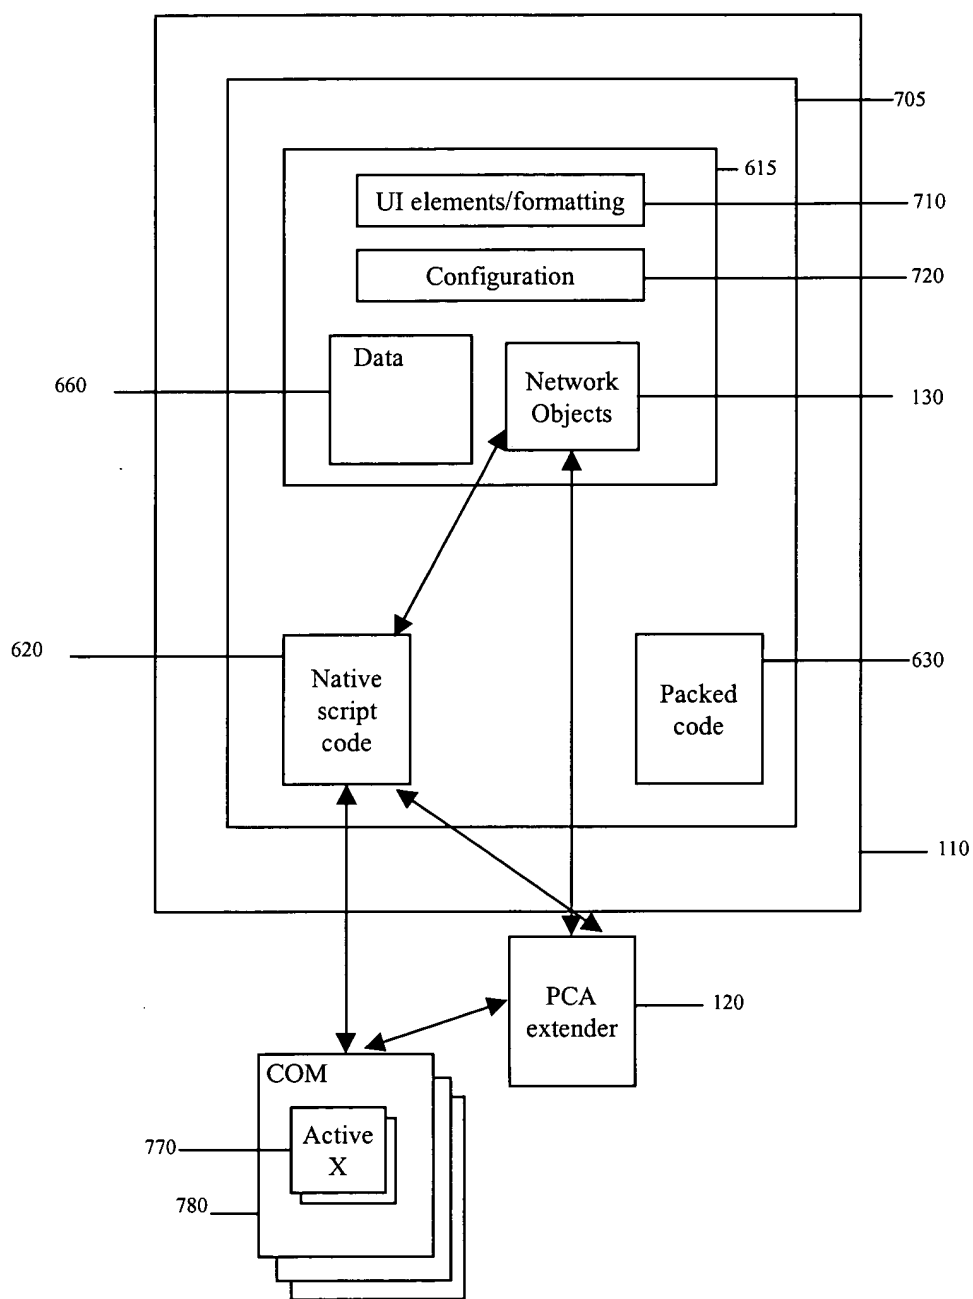 705
615
UI elements/formatting
710
Configuration
720
Data
660
Network
Objects
130
620
Native
script
code
630
Packed
code
110
PCA
extender
120
COM
770
Active
X
780